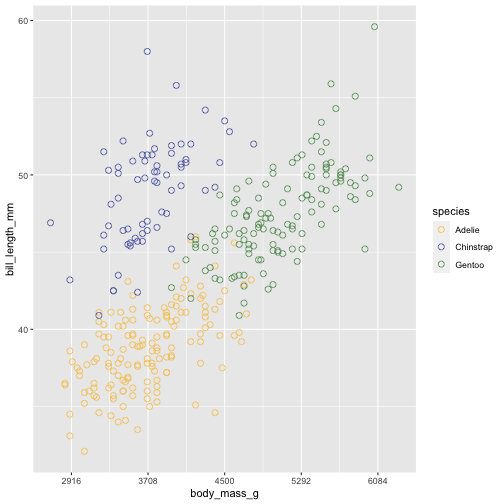 60
50
40
bill_length_mm
2916 3708 4500 5292 6084
body_mass_g
species
Adelie
Chinstrap
Gentoo